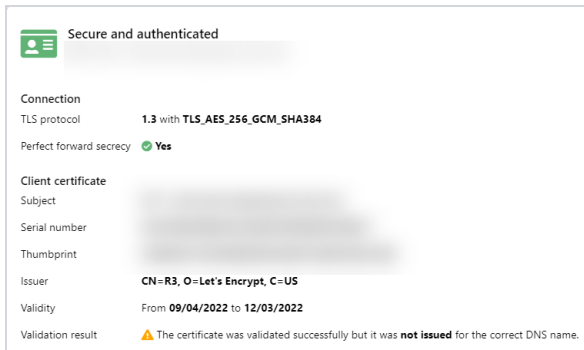 Secure and authenticated
Connection
TLS protocol 1.3 with TLS_AES_256_GCM_SHA384
Perfect forward secrecy Yes
Client certificate
Subject
Serial number
Thumbprint
Issuer CN=R3, O=Let's Encrypt, C=US
Validity From 09/04/2022 to 12/03/2022
Validation result The certificate was validated successfully but it was not issued for the correct DNS name.